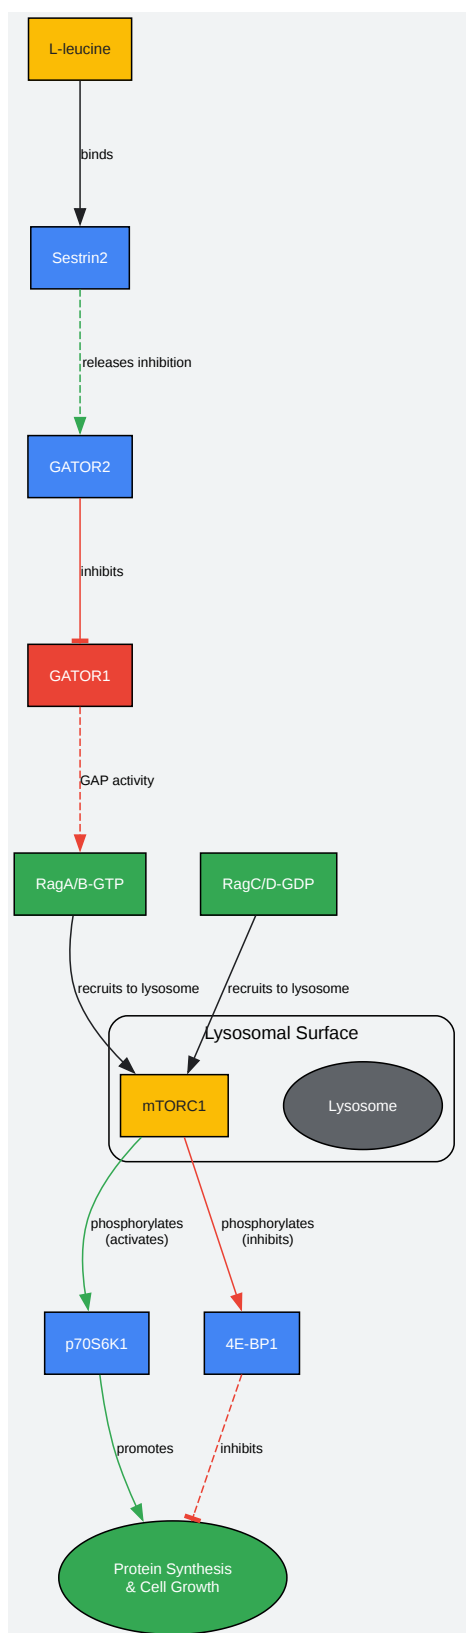 L-leucine
binds
Sestrin2
releases inhibition
GATOR2
inhibits
GATOR1
GAP activity
RagA/B-GTP
RagC/D-GDP
recruits to lysosome
recruits to lysosome
Lysosomal Surface
mTORC1
Lysosome
phosphorylates
(activates)
phosphorylates
(inhibits)
p70S6K1
4E-BP1
promotes
inhibits
Protein Synthesis
& Cell Growth